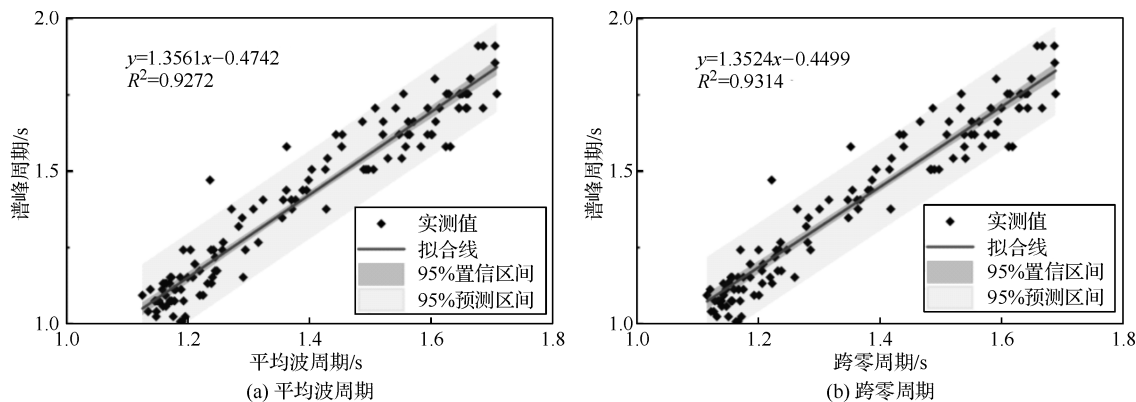 2.0
1.5
1.0
谱峰周期/s
y=1.3561x−0.4742
R²=0.9272
实测值
拟合线
95%置信区间
95%预测区间
1.0 1.2 1.4 1.6 1.8
平均波周期/s
(a) 平均波周期
2.0
1.5
1.0
谱峰周期/s
y=1.3524x−0.4499
R²=0.9314
实测值
拟合线
95%置信区间
95%预测区间
1.0 1.2 1.4 1.6 1.8
跨零周期/s
(b) 跨零周期